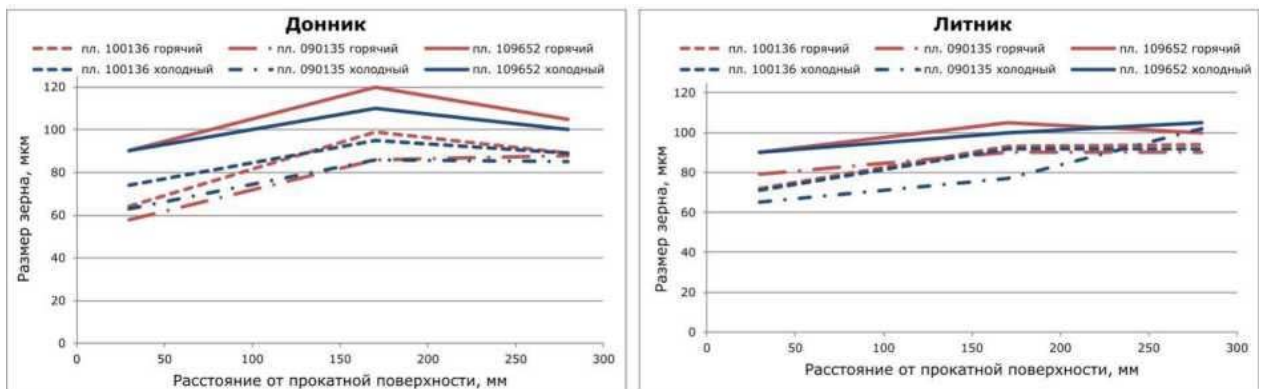 Донник
пл. 100136 горячий пл. 090135 горячий пл. 109652 горячий
пл. 100136 холодный пл. 090135 холодный пл. 109652 холодный
Размер зерна, мкм
120
100
80
60
40
20
0
0 50 100 150 200 250 300
Расстояние от прокатной поверхности, мм
Литник
пл. 100136 горячий пл. 090135 горячий пл. 109652 горячий
пл. 100136 холодный пл. 090135 холодный пл. 109652 холодный
Размер зерна, мкм
120
100
80
60
40
20
0
0 50 100 150 200 250 300
Расстояние от прокатной поверхности, мм